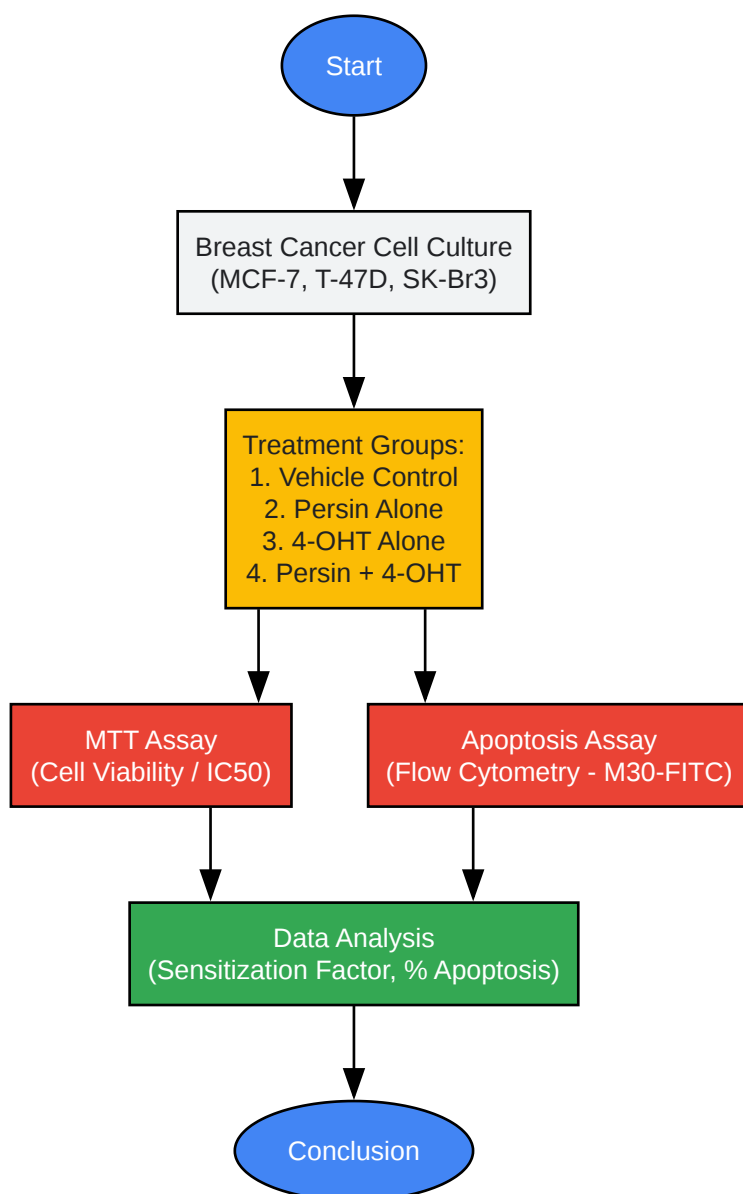 Start
Breast Cancer Cell Culture
(MCF-7, T-47D, SK-Br3)
Treatment Groups:
1. Vehicle Control
2. Persin Alone
3. 4-OHT Alone
4. Persin + 4-OHT
MTT Assay
(Cell Viability / IC50)
Apoptosis Assay
(Flow Cytometry - M30-FITC)
Data Analysis
(Sensitization Factor, % Apoptosis)
Conclusion